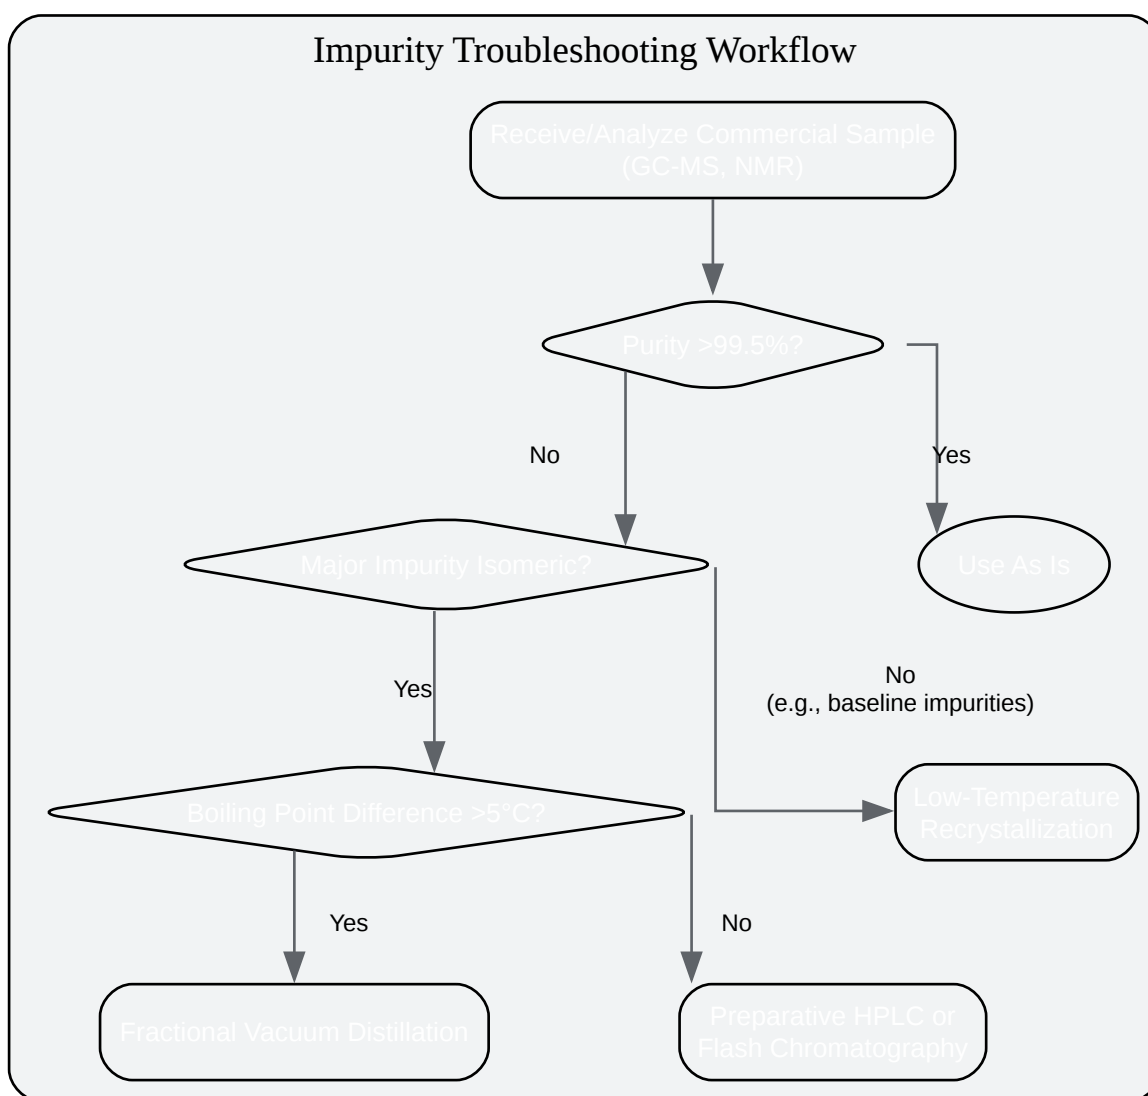 Impurity Troubleshooting Workflow
Receive/Analyze Commercial Sample
(GC-MS, NMR)
Purity >99.5%?
No
Yes
Major Impurity Isomeric?
Use As Is
Yes
No
(e.g., baseline impurities)
Boiling Point Difference >5°C?
Low-Temperature
Recrystallization
Yes
No
Fractional Vacuum Distillation
Preparative HPLC or
Flash Chromatography